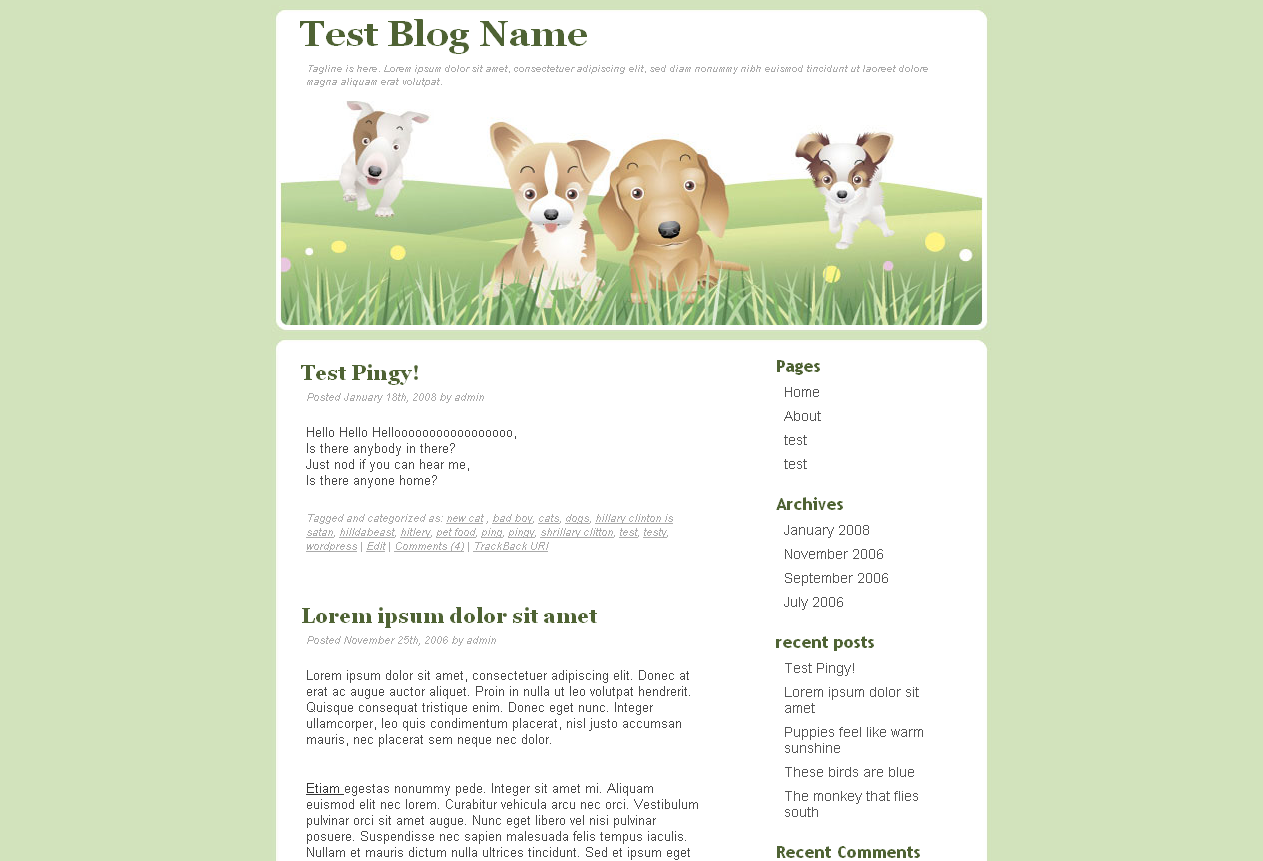 Test Blog Name
Tagline is here. Lorem ipsum dolor sit amet, consectetuer adipiscing elit, sed diam nonummy nibh euismod tincidunt ut laoreet dolore
magna aliquam erat volutpat.
Test Pingy!
Posted January 18th, 2008 by admin
Hello Hello Hellooooooooooooooooo,
Is there anybody in there?
Just nod if you can hear me,
Is there anyone home?
Tagged and categorized as: new cat , bad boy, cats, dogs, hillary clinton is
satan, hilldabeast, hitlery, pet food, ping, pingy, shrillary clitton, test, testy,
wordpress | Edit | Comments (4) | TrackBack URI
Lorem ipsum dolor sit amet
Posted November 25th, 2006 by admin
Lorem ipsum dolor sit amet, consectetuer adipiscing elit. Donec at
erat ac augue auctor aliquet. Proin in nulla ut leo volutpat hendrerit.
Quisque consequat tristique enim. Donec eget nunc. Integer
ullamcorper, leo quis condimentum placerat, nisl justo accumsan
mauris, nec placerat sem neque nec dolor.
Etiam egestas nonummy pede. Integer sit amet mi. Aliquam
euismod elit nec lorem. Curabitur vehicula arcu nec orci. Vestibulum
pulvinar orci sit amet augue. Nunc eget libero vel nisi pulvinar
posuere. Suspendisse nec sapien malesuada felis tempus iaculis.
Nullam et mauris dictum nulla ultrices tincidunt. Sed et ipsum eget
Pages
Home
About
test
test
Archives
January 2008
November 2006
September 2006
July 2006
recent posts
Test Pingy!
Lorem ipsum dolor sit
amet
Puppies feel like warm
sunshine
These birds are blue
The monkey that flies
south
Recent Comments